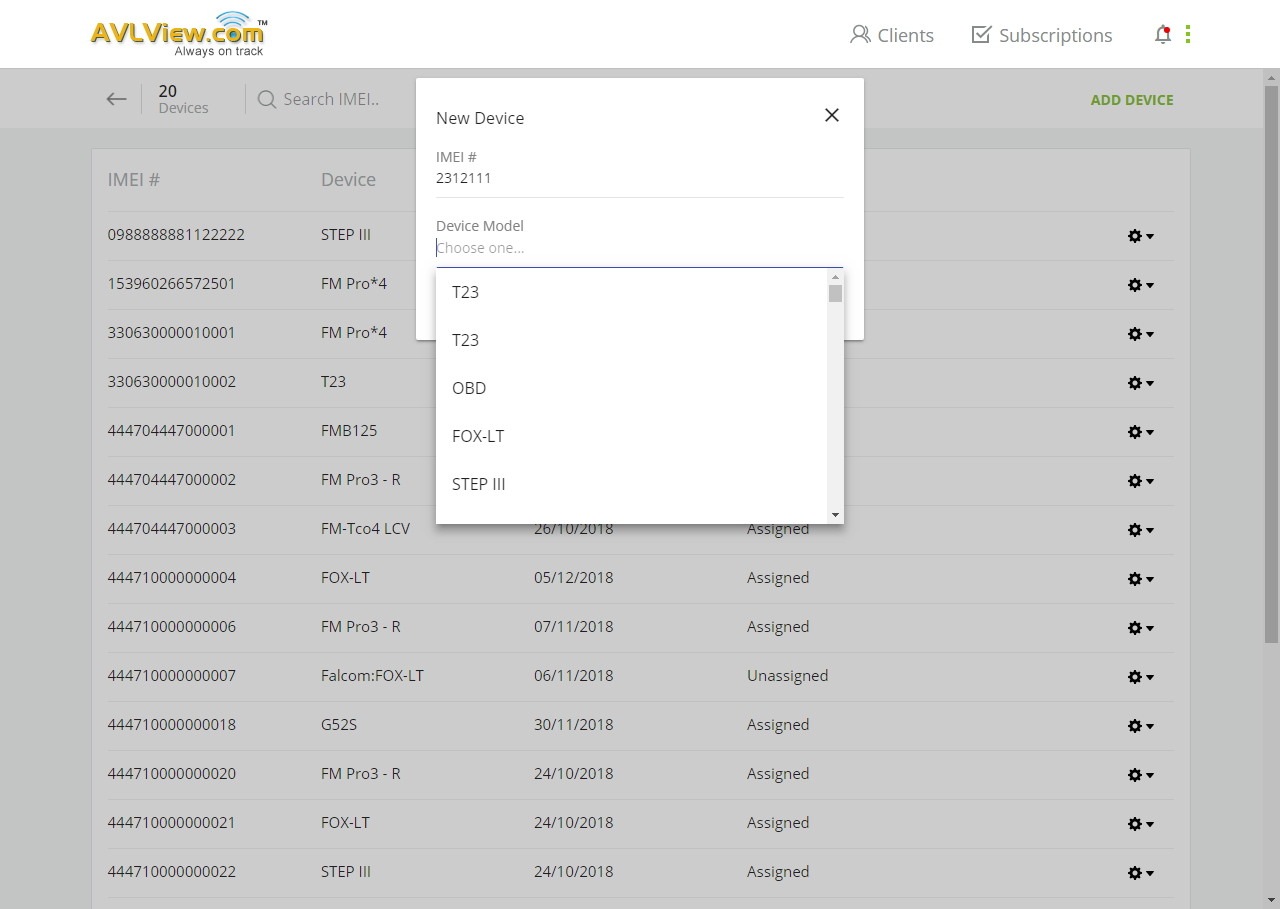 AVLView.com™
Always on track
Clients
Subscriptions
20
Devices
Search IMEI..
ADD DEVICE
New Device
IMEI #
2312111
Device Model
Choose one...
T23
T23
OBD
FOX-LT
STEP III
IMEI # Device
0988888881122222 STEP III
153960266572501 FM Pro*4
330630000010001 FM Pro*4
330630000010002 T23
444704447000001 FMB125
444704447000002 FM Pro3 - R
444704447000003 FM-Tco4 LCV 26/10/2018 Assigned
444710000000004 FOX-LT 05/12/2018 Assigned
444710000000006 FM Pro3 - R 07/11/2018 Assigned
444710000000007 Falcom:FOX-LT 06/11/2018 Unassigned
444710000000018 G52S 30/11/2018 Assigned
444710000000020 FM Pro3 - R 24/10/2018 Assigned
444710000000021 FOX-LT 24/10/2018 Assigned
444710000000022 STEP III 24/10/2018 Assigned